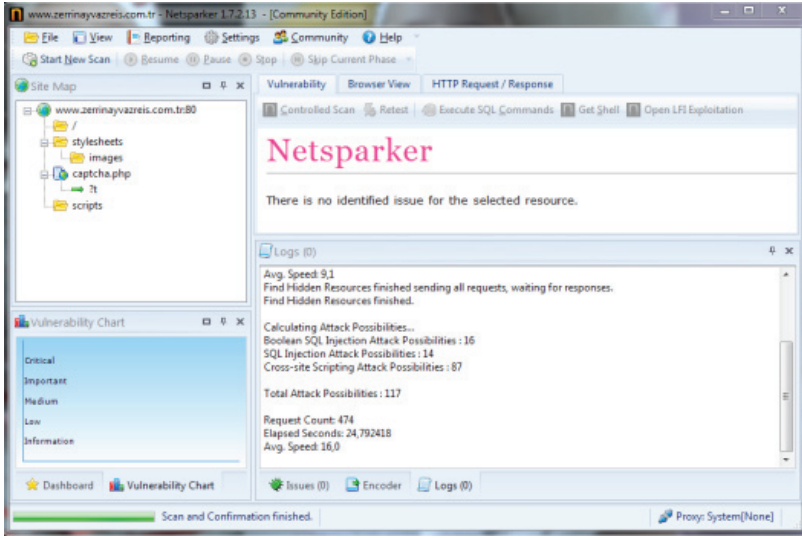 www.zerrinayvazreis.com.tr - Netsparker 1.7.2.13 - [Community Edition]
File View Reporting Settings Community Help
Start New Scan Resume Pause Stop Skip Current Phase
Site Map
www.zerrinayvazreis.com.tr:80
/
stylesheets
images
captcha.php
?t
scripts
Vulnerability Browser View HTTP Request / Response
Controlled Scan Retest Execute SQL Commands Get Shell Open LFI Exploitation
Netsparker
There is no identified issue for the selected resource.
Logs (0)
Avg. Speed: 9,1
Find Hidden Resources finished sending all requests, waiting for responses.
Find Hidden Resources finished.
Calculating Attack Possibilities...
Boolean SQL Injection Attack Possibilities : 16
SQL Injection Attack Possibilities : 14
Cross-site Scripting Attack Possibilities : 87
Total Attack Possibilities : 117
Request Count: 474
Elapsed Seconds: 24,792418
Avg. Speed: 16,0
Vulnerability Chart
Critical
Important
Medium
Low
Information
Dashboard Vulnerability Chart
Issues (0) Encoder Logs (0)
Scan and Confirmation finished.
Proxy: System[None]